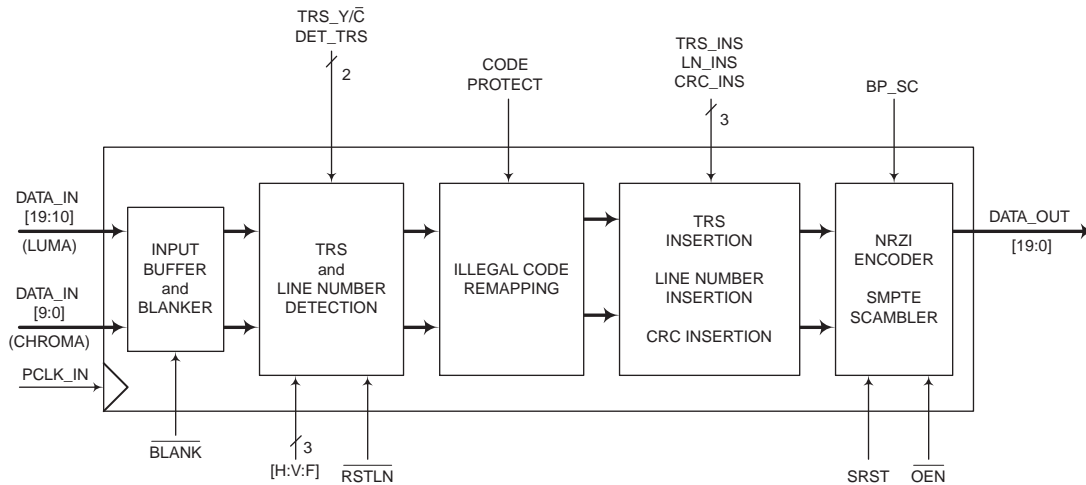 TRS_Y/C̅
DET_TRS
2
CODE
PROTECT
TRS_INS
LN_INS
CRC_INS
3
BP_SC
DATA_IN
[19:10]
(LUMA)
DATA_IN
[9:0]
(CHROMA)
PCLK_IN
INPUT
BUFFER
and
BLANKER
TRS
and
LINE NUMBER
DETECTION
ILLEGAL CODE
REMAPPING
TRS
INSERTION
LINE NUMBER
INSERTION
CRC INSERTION
NRZI
ENCODER
SMPTE
SCAMBLER
DATA_OUT
[19:0]
BLANK
3
[H:V:F]
RSTLN
SRST
OEN